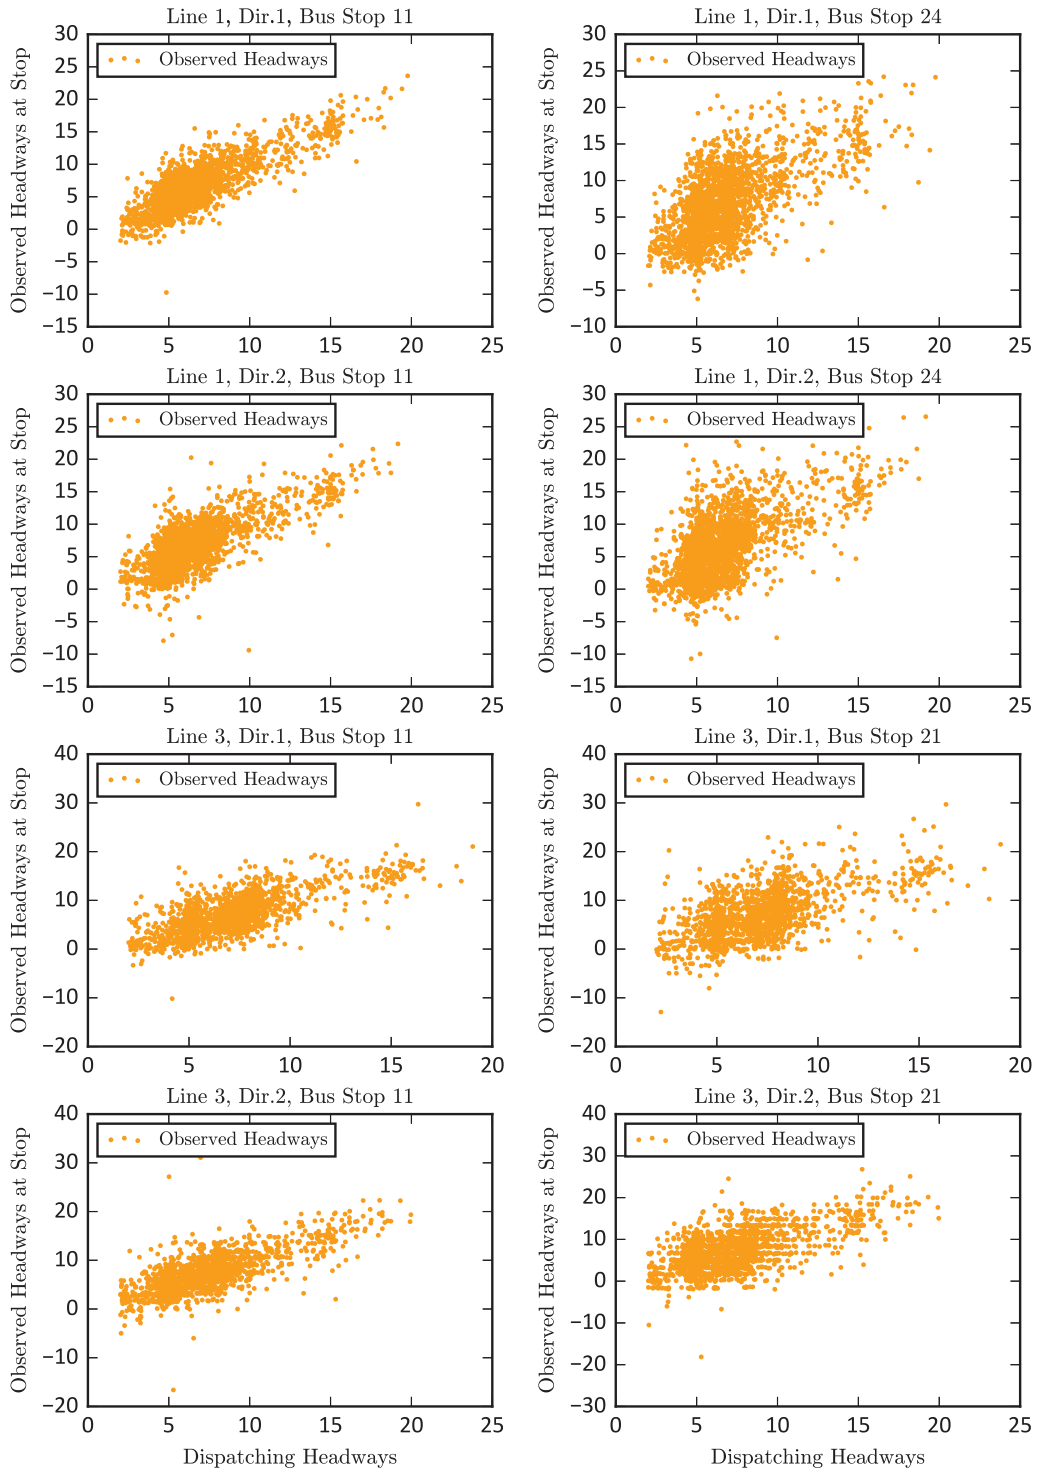 Line 1, Dir.1, Bus Stop 11
Observed Headways at Stop
30
25
20
15
10
5
0
−5
−10
−15
Observed Headways
0 5 10 15 20 25
Line 1, Dir.1, Bus Stop 24
Observed Headways at Stop
30
25
20
15
10
5
0
−5
−10
Observed Headways
0 5 10 15 20 25
Line 1, Dir.2, Bus Stop 11
Observed Headways at Stop
30
25
20
15
10
5
0
−5
−10
−15
Observed Headways
0 5 10 15 20 25
Line 1, Dir.2, Bus Stop 24
Observed Headways at Stop
30
25
20
15
10
5
0
−5
−10
−15
Observed Headways
0 5 10 15 20 25
Line 3, Dir.1, Bus Stop 11
Observed Headways at Stop
40
30
20
10
0
−10
−20
Observed Headways
0 5 10 15 20
Line 3, Dir.1, Bus Stop 21
Observed Headways at Stop
40
30
20
10
0
−10
−20
Observed Headways
0 5 10 15 20
Line 3, Dir.2, Bus Stop 11
Observed Headways at Stop
40
30
20
10
0
−10
−20
Observed Headways
0 5 10 15 20 25
Dispatching Headways
Line 3, Dir.2, Bus Stop 21
Observed Headways at Stop
40
30
20
10
0
−10
−20
−30
Observed Headways
0 5 10 15 20 25
Dispatching Headways